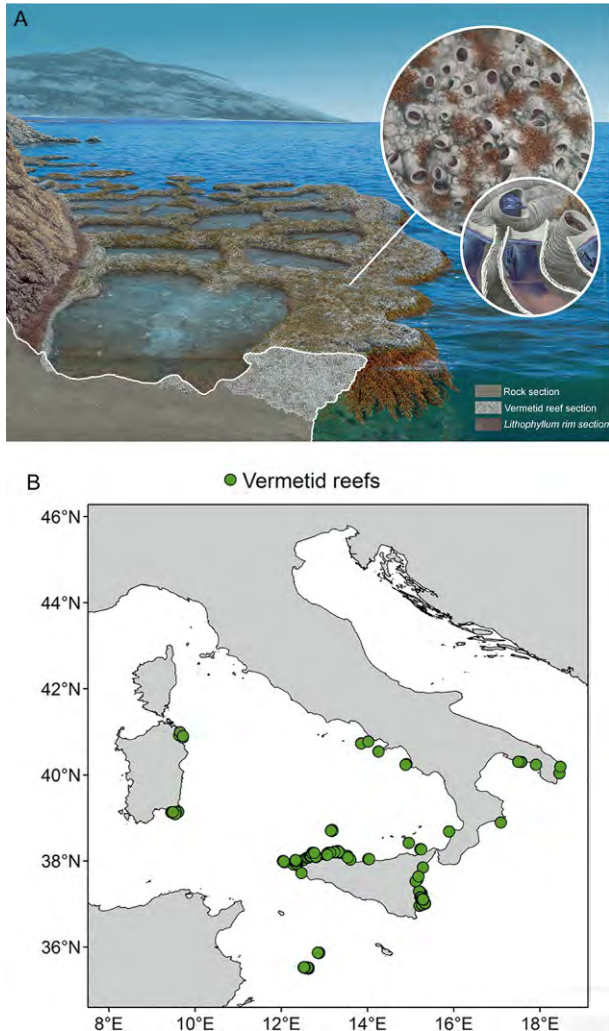 A
Rock section
Vermetid reef section
Lithophyllum rim section
B
Vermetid reefs
46°N
44°N
42°N
40°N
38°N
36°N
8°E
10°E
12°E
14°E
16°E
18°E